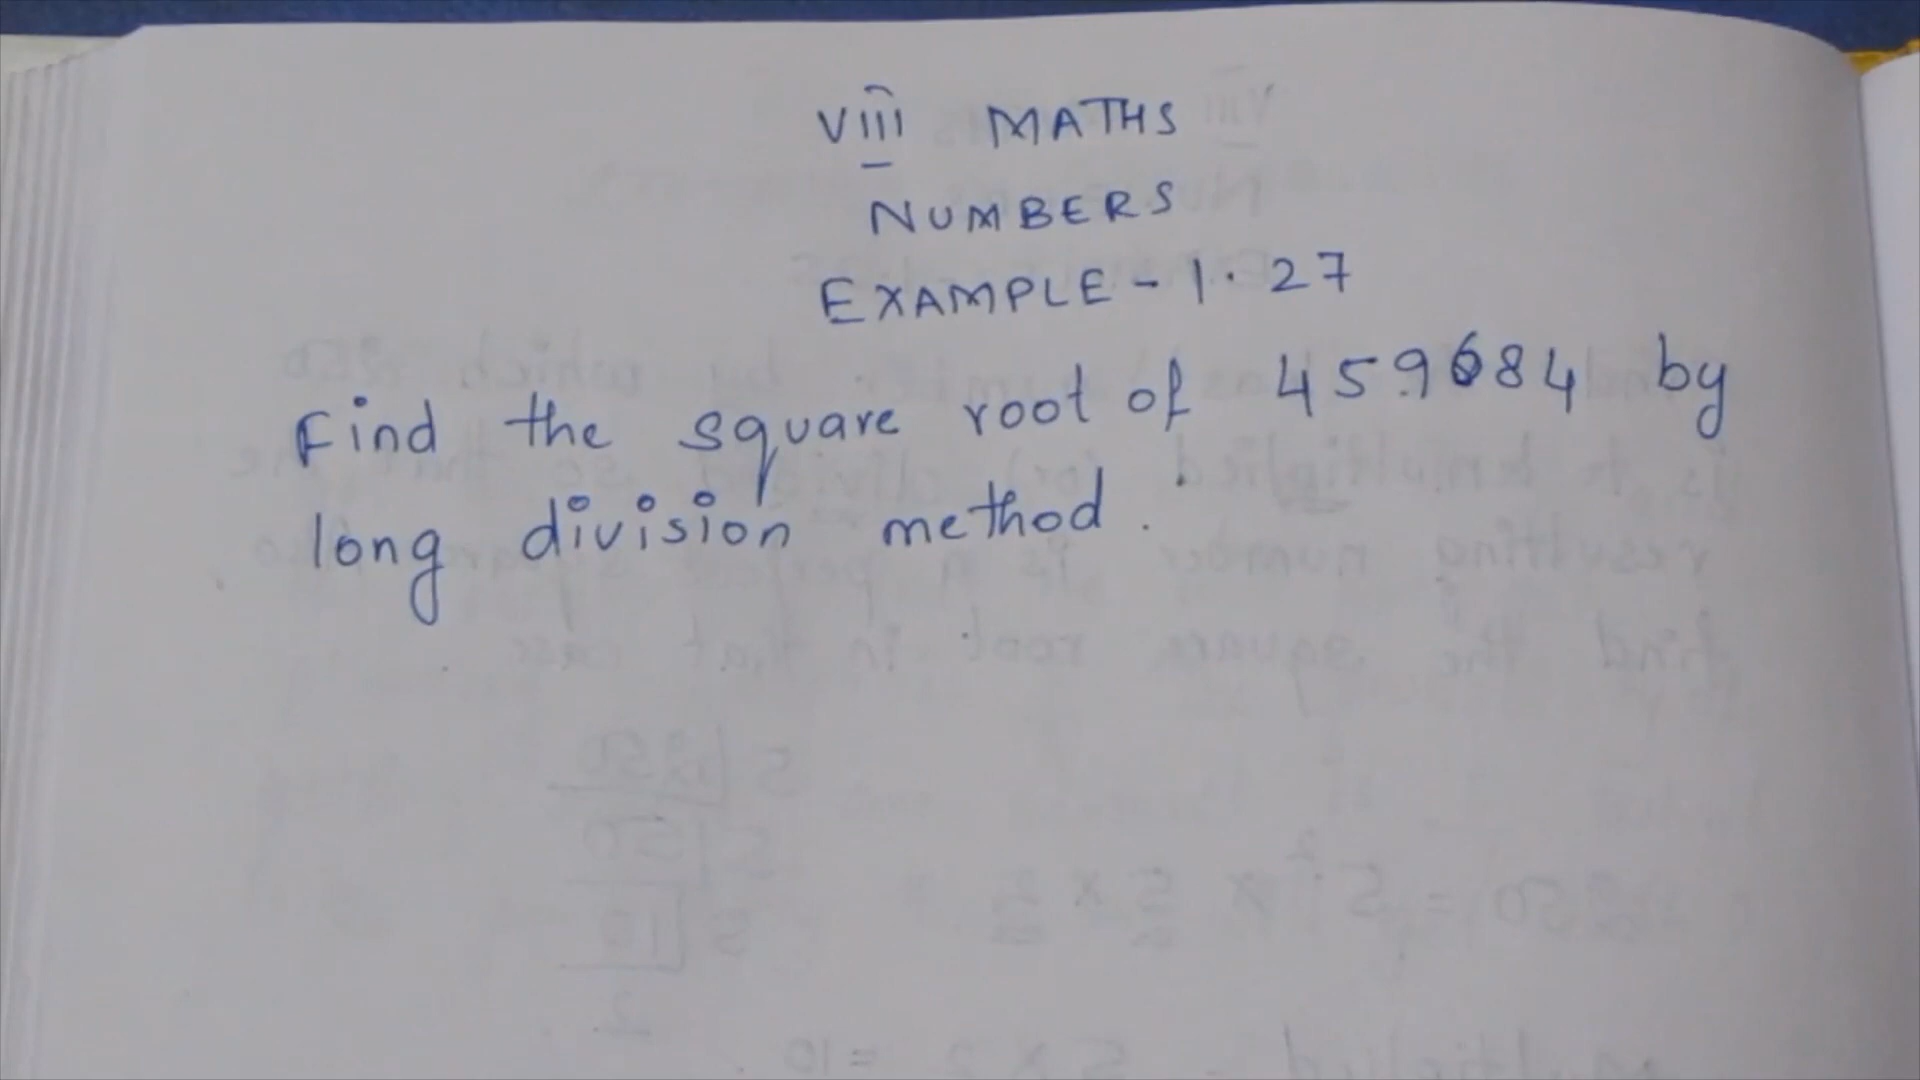 VIII MATHS
NUMBERS
EXAMPLE - 1.27
Find the square root of 459684 by
long division method.